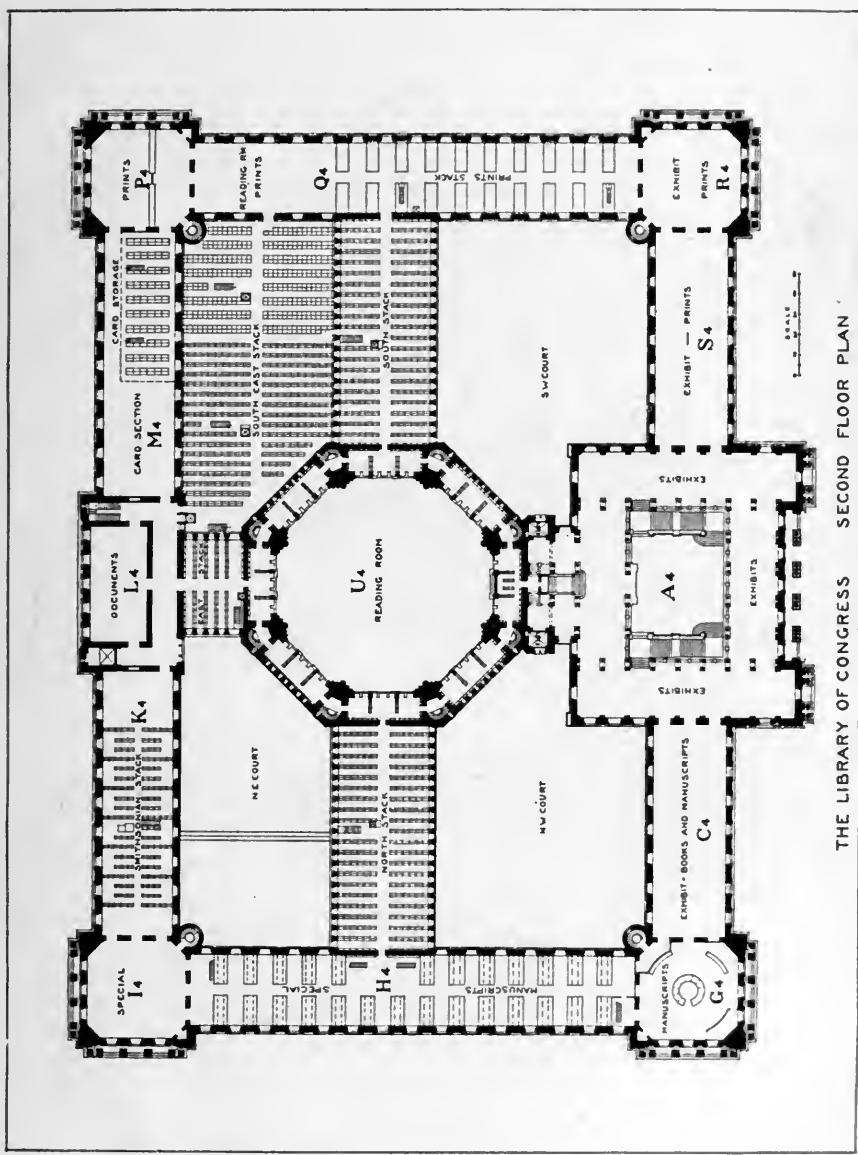 PRINTS
P4
READING RM
PRINTS
Q4
PRINTS STACK
EXHIBIT
PRINTS
R4
CARD STORAGE
CARD SECTION
M4
SOUTH EAST STACK
SOUTH STACK
S W COURT
EXHIBIT — PRINTS
S4
SCALE
DOCUMENTS
L4
EAST STACK
U4
READING ROOM
EXHIBITS
A4
EXHIBITS
EXHIBITS
K4
SMITHSONIAN STACK
N E COURT
NORTH STACK
N W COURT
EXHIBIT - BOOKS AND MANUSCRIPTS
C4
SPECIAL
I4
SPECIAL
H4
MANUSCRIPTS
MANUSCRIPTS
G4
THE LIBRARY OF CONGRESS SECOND FLOOR PLAN